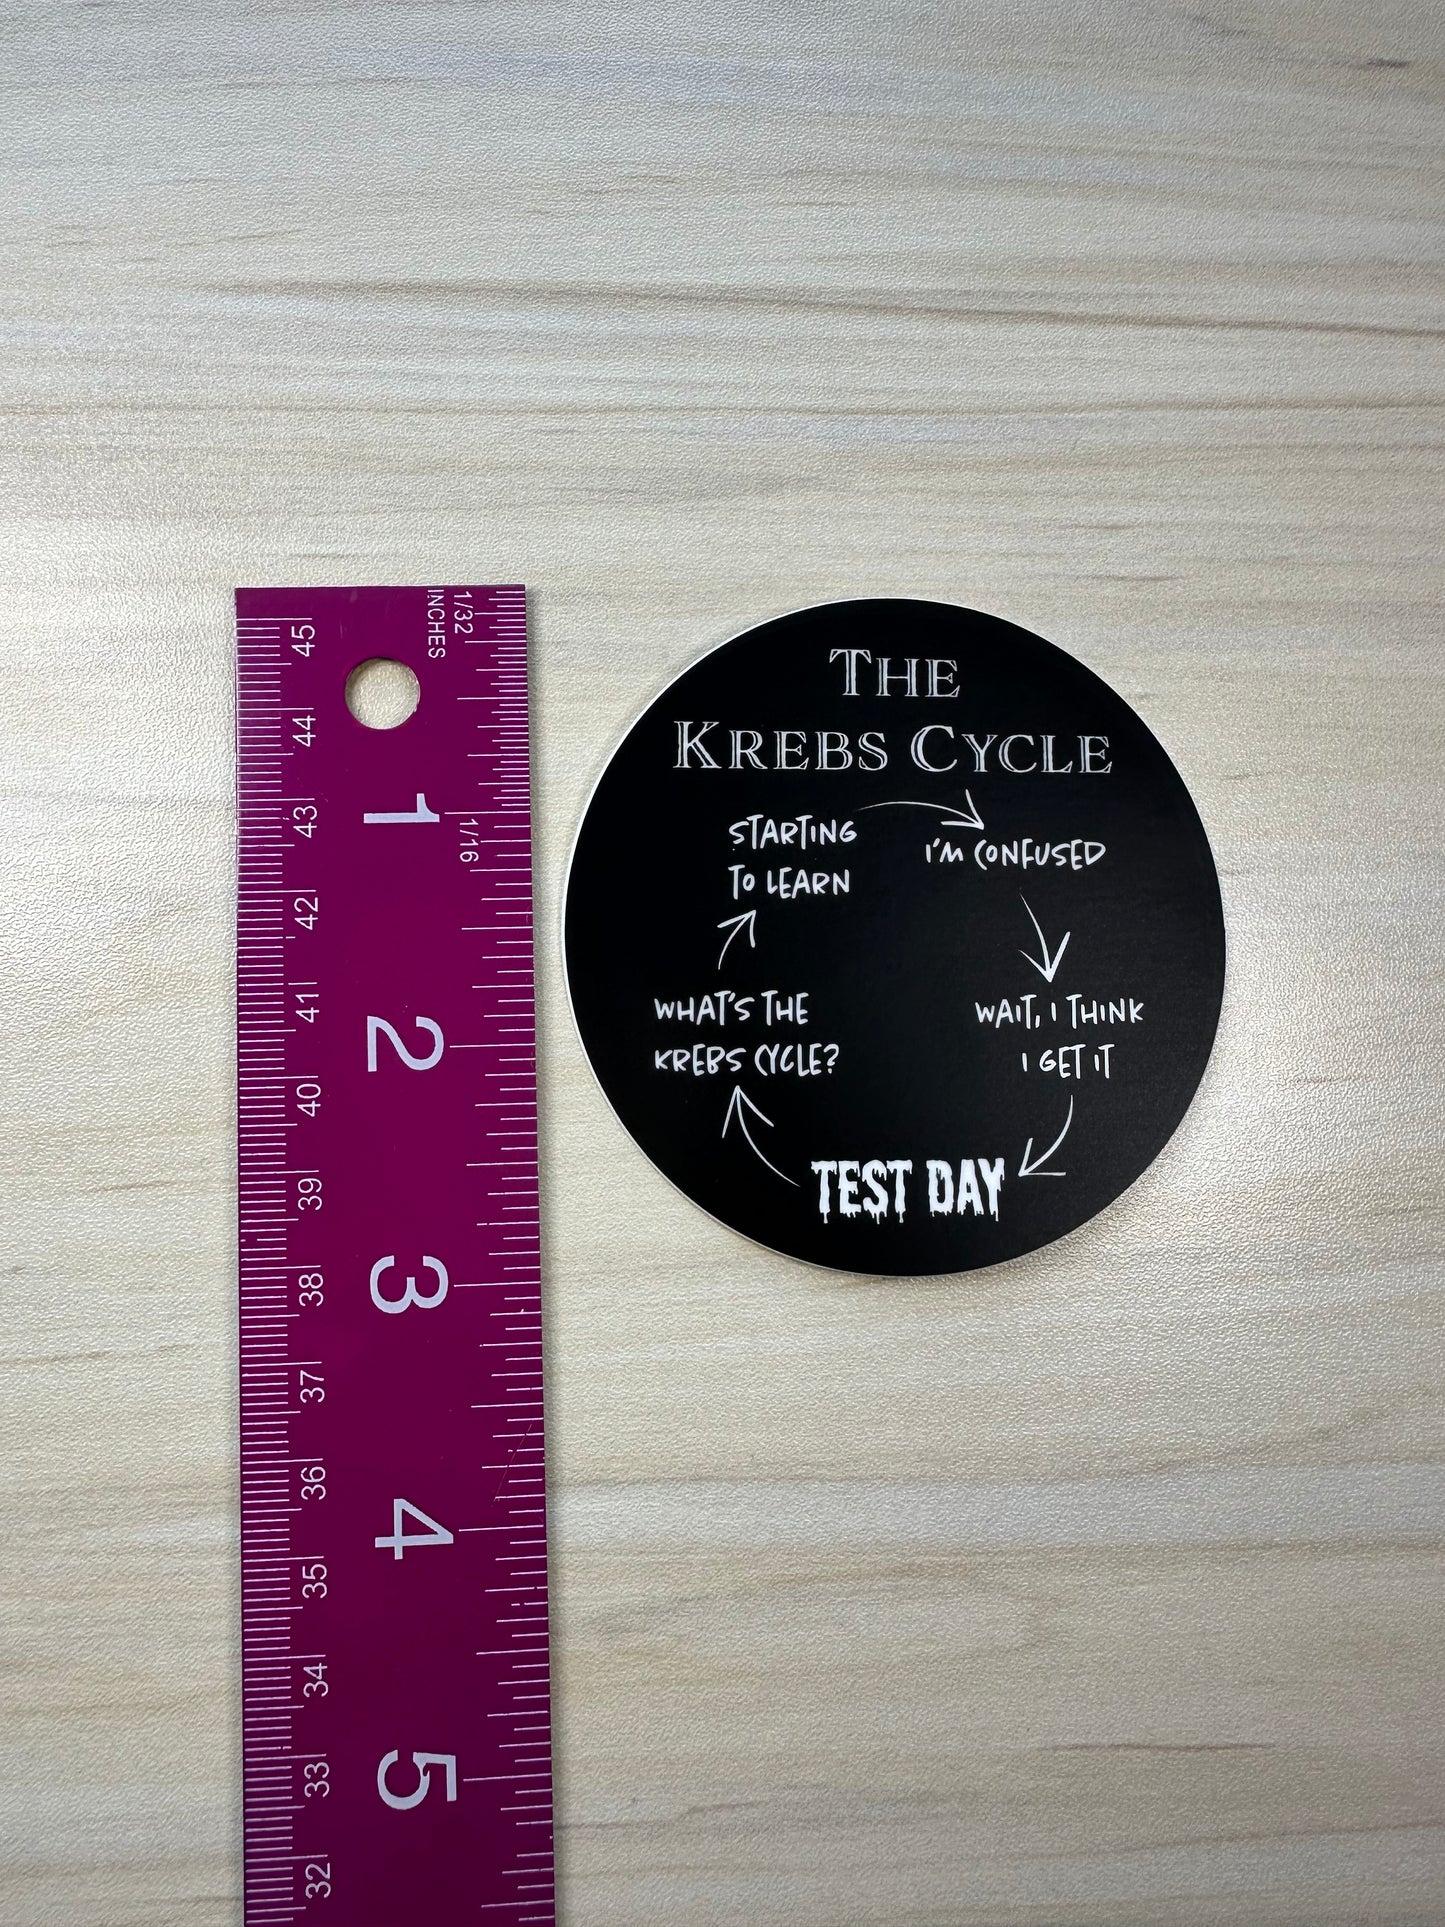 INCHES
1/32
1/16
1
2
3
4
5
45
44
43
42
41
40
39
38
37
36
35
34
33
32
THE
KREBS CYCLE
STARTING
TO LEARN
I'M CONFUSED
WAIT, I THINK
I GET IT
TEST DAY
WHAT'S THE
KREBS CYCLE?